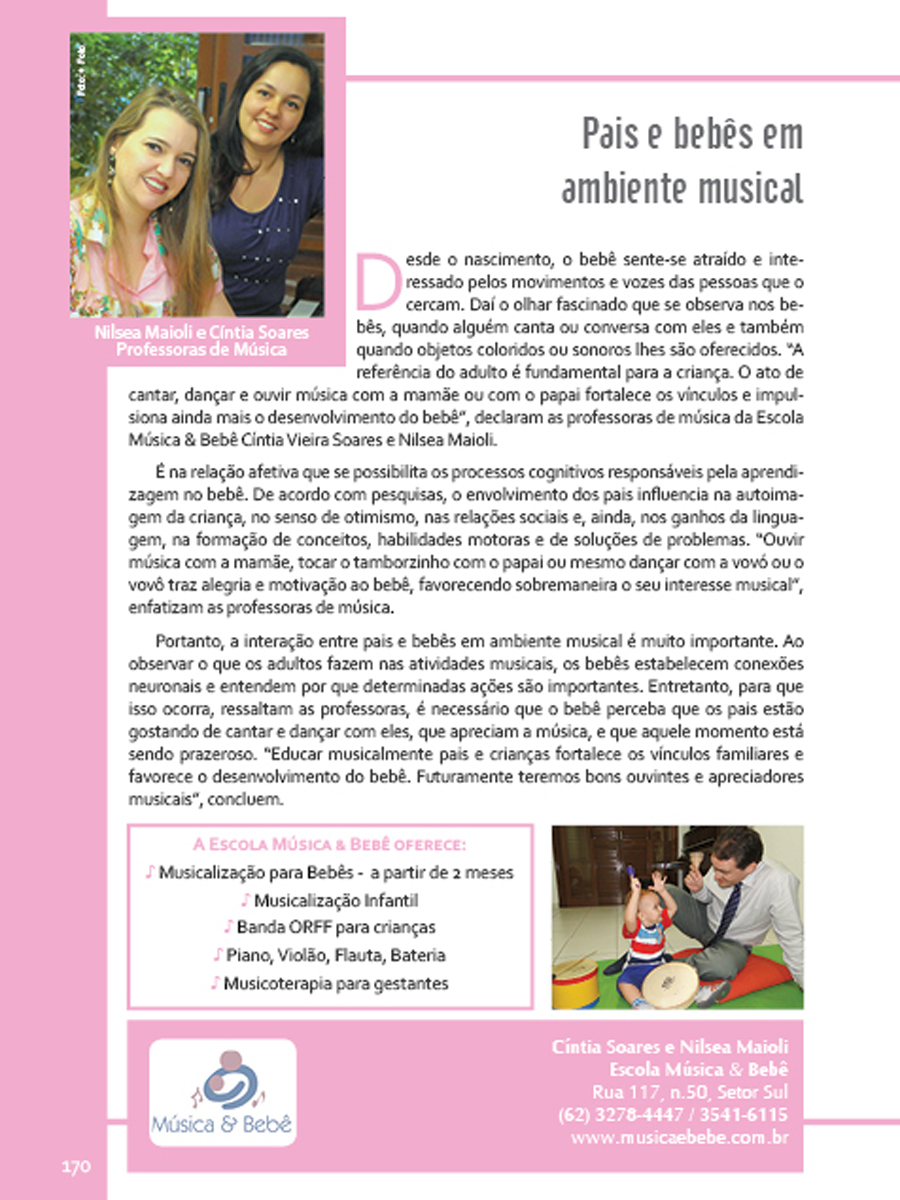 Foto: + Foto
Nilsea Maioli e Cíntia Soares
Professoras de Música
Pais e bebês em
ambiente musical
Desde o nascimento, o bebê sente-se atraído e inte-
ressado pelos movimentos e vozes das pessoas que o
cercam. Daí o olhar fascinado que se observa nos be-
bês, quando alguém canta ou conversa com eles e também
quando objetos coloridos ou sonoros lhes são oferecidos. "A
referência do adulto é fundamental para a criança. O ato de
cantar, dançar e ouvir música com a mamãe ou com o papai fortalece os vínculos e impul-
siona ainda mais o desenvolvimento do bebê", declaram as professoras de música da Escola
Música & Bebê Cíntia Vieira Soares e Nilsea Maioli.
É na relação afetiva que se possibilita os processos cognitivos responsáveis pela aprendi-
zagem no bebê. De acordo com pesquisas, o envolvimento dos pais influencia na autoima-
gem da criança, no senso de otimismo, nas relações sociais e, ainda, nos ganhos da lingua-
gem, na formação de conceitos, habilidades motoras e de soluções de problemas. "Ouvir
música com a mamãe, tocar o tamborzinho com o papai ou mesmo dançar com a vovó ou o
vovô traz alegria e motivação ao bebê, favorecendo sobremaneira o seu interesse musical",
enfatizam as professoras de música.
Portanto, a interação entre pais e bebês em ambiente musical é muito importante. Ao
observar o que os adultos fazem nas atividades musicais, os bebês estabelecem conexões
neuronais e entendem por que determinadas ações são importantes. Entretanto, para que
isso ocorra, ressaltam as professoras, é necessário que o bebê perceba que os pais estão
gostando de cantar e dançar com eles, que apreciam a música, e que aquele momento está
sendo prazeroso. "Educar musicalmente pais e crianças fortalece os vínculos familiares e
favorece o desenvolvimento do bebê. Futuramente teremos bons ouvintes e apreciadores
musicais", concluem.
A Escola Música & Bebê oferece:
♪ Musicalização para Bebês - a partir de 2 meses
♪ Musicalização Infantil
♪ Banda ORFF para crianças
♪ Piano, Violão, Flauta, Bateria
♪ Musicoterapia para gestantes
Música & Bebê
Cíntia Soares e Nilsea Maioli
Escola Música & Bebê
Rua 117, n.50, Setor Sul
(62) 3278-4447 / 3541-6115
www.musicaebebe.com.br
170